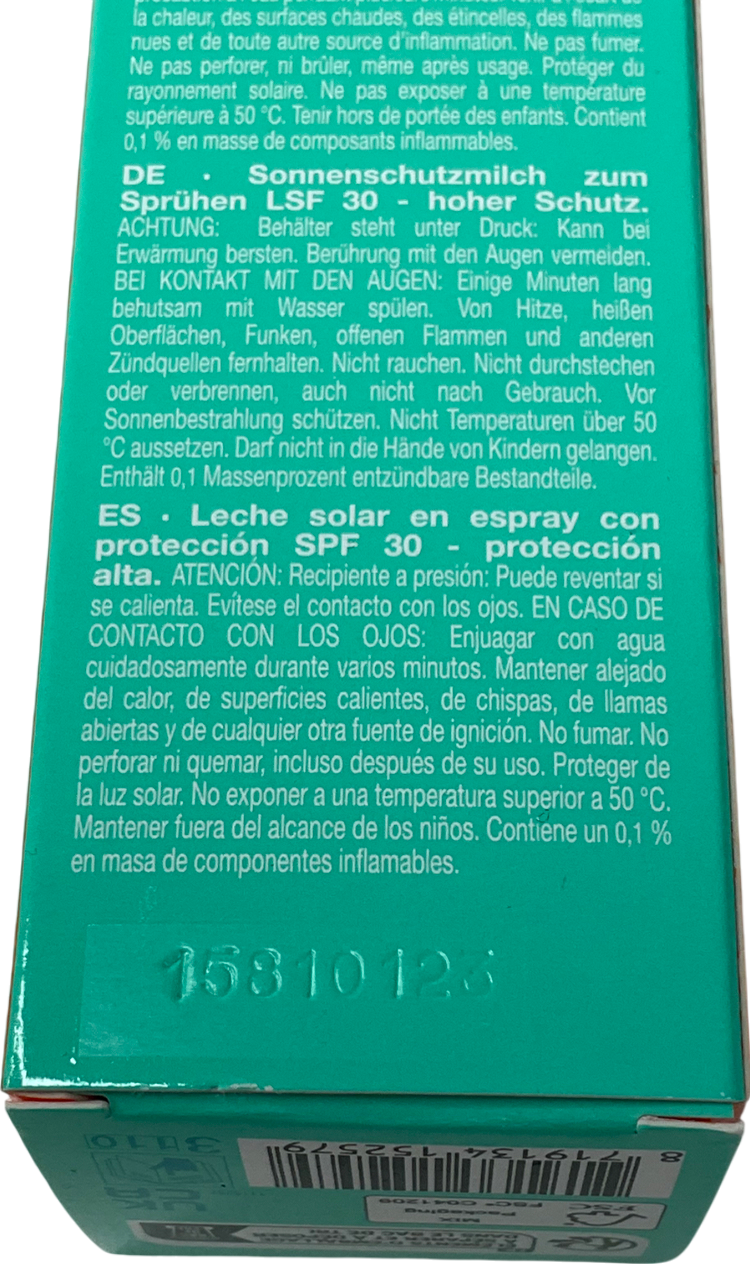 la chaleur, des surfaces chaudes, des étincelles, des flammes
nues et de toute autre source d'inflammation. Ne pas fumer.
Ne pas perforer, ni brûler, même après usage. Protéger du
rayonnement solaire. Ne pas exposer à une température
supérieure à 50 °C. Tenir hors de portée des enfants. Contient
0,1 % en masse de composants inflammables.
DE · Sonnenschutzmilch zum
Sprühen LSF 30 - hoher Schutz.
ACHTUNG: Behälter steht unter Druck: Kann bei
Erwärmung bersten. Berührung mit den Augen vermeiden.
BEI KONTAKT MIT DEN AUGEN: Einige Minuten lang
behutsam mit Wasser spülen. Von Hitze, heißen
Oberflächen, Funken, offenen Flammen und anderen
Zündquellen fernhalten. Nicht rauchen. Nicht durchstechen
oder verbrennen, auch nicht nach Gebrauch. Vor
Sonnenbestrahlung schützen. Nicht Temperaturen über 50
°C aussetzen. Darf nicht in die Hände von Kindern gelangen.
Enthält 0,1 Massenprozent entzündbare Bestandteile.
ES · Leche solar en espray con
protección SPF 30 - protección
alta. ATENCIÓN: Recipiente a presión: Puede reventar si
se calienta. Evítese el contacto con los ojos. EN CASO DE
CONTACTO CON LOS OJOS: Enjuagar con agua
cuidadosamente durante varios minutos. Mantener alejado
del calor, de superficies calientes, de chispas, de llamas
abiertas y de cualquier otra fuente de ignición. No fumar. No
perforar ni quemar, incluso después de su uso. Proteger de
la luz solar. No exponer a una temperatura superior a 50 °C.
Mantener fuera del alcance de los niños. Contiene un 0,1 %
en masa de componentes inflamables.
15810123
8 719134 152579
MIX
Packaging
FSC® C041209
FSC